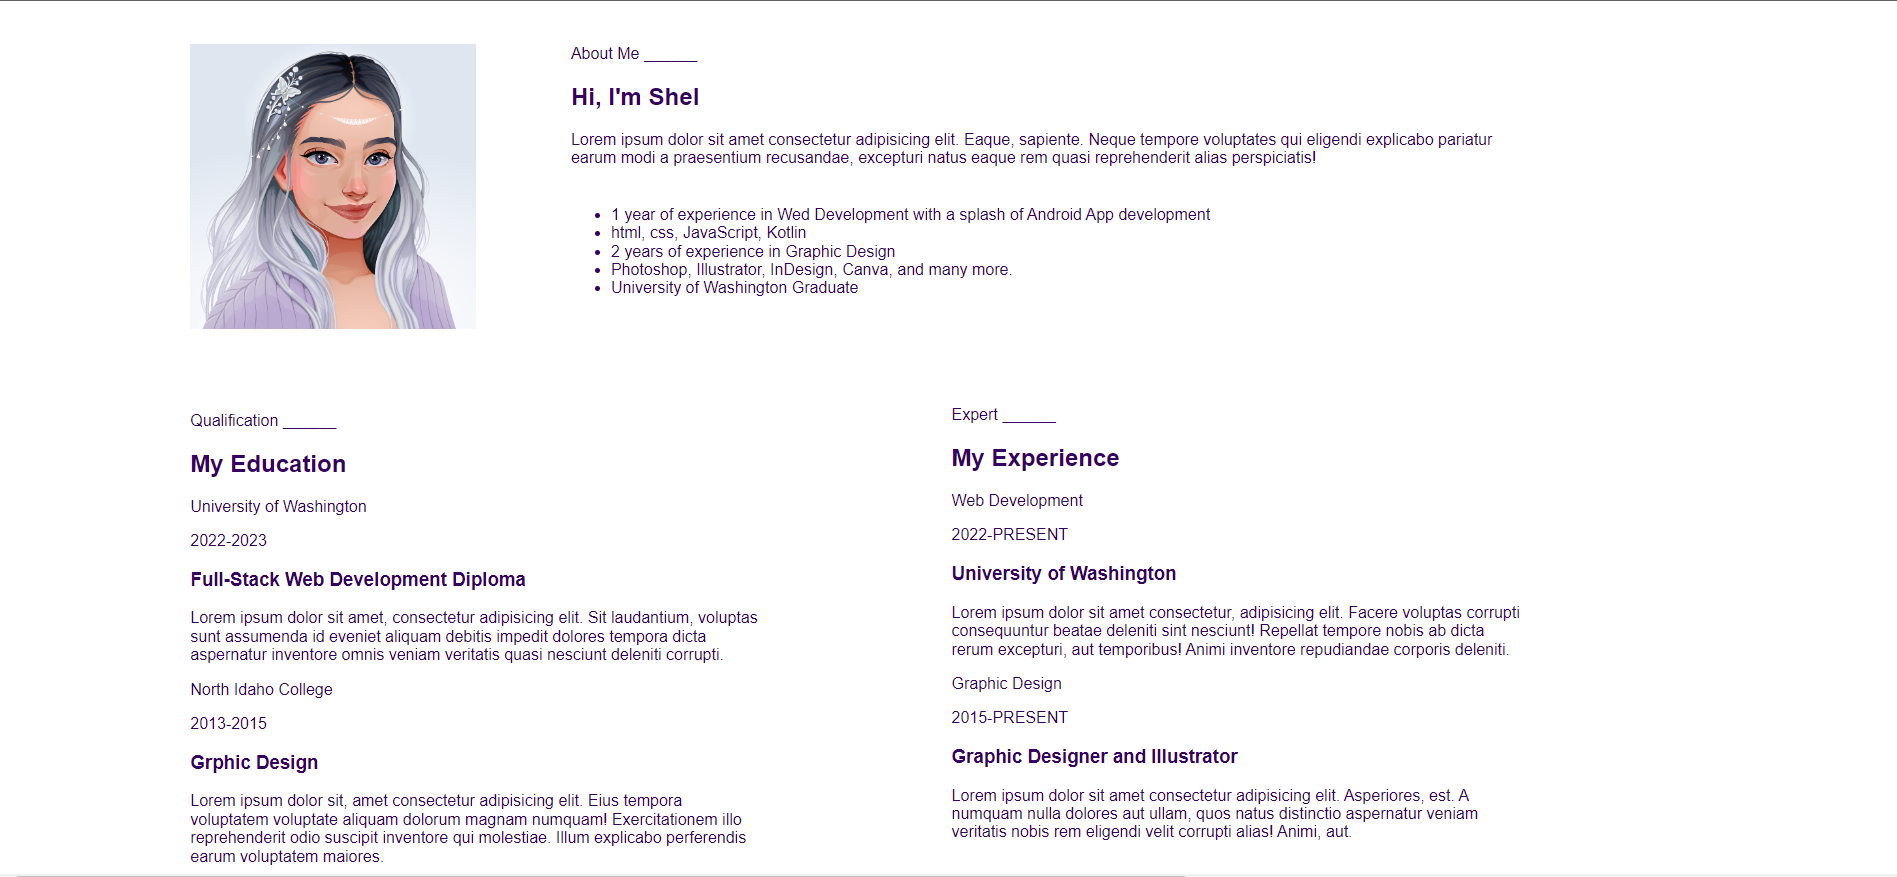 About Me ______
Hi, I'm Shel
Lorem ipsum dolor sit amet consectetur adipisicing elit. Eaque, sapiente. Neque tempore voluptates qui eligendi explicabo pariatur
earum modi a praesentium recusandae, excepturi natus eaque rem quasi reprehenderit alias perspiciatis!
• 1 year of experience in Wed Development with a splash of Android App development
• html, css, JavaScript, Kotlin
• 2 years of experience in Graphic Design
• Photoshop, Illustrator, InDesign, Canva, and many more.
• University of Washington Graduate
Qualification ______
My Education
University of Washington
2022-2023
Full-Stack Web Development Diploma
Lorem ipsum dolor sit amet, consectetur adipisicing elit. Sit laudantium, voluptas
sunt assumenda id eveniet aliquam debitis impedit dolores tempora dicta
aspernatur inventore omnis veniam veritatis quasi nesciunt deleniti corrupti.
North Idaho College
2013-2015
Grphic Design
Lorem ipsum dolor sit, amet consectetur adipisicing elit. Eius tempora
voluptatem voluptate aliquam dolorum magnam numquam! Exercitationem illo
reprehenderit odio suscipit inventore qui molestiae. Illum explicabo perferendis
earum voluptatem maiores.
Expert ______
My Experience
Web Development
2022-PRESENT
University of Washington
Lorem ipsum dolor sit amet consectetur, adipisicing elit. Facere voluptas corrupti
consequuntur beatae deleniti sint nesciunt! Repellat tempore nobis ab dicta
rerum excepturi, aut temporibus! Animi inventore repudiandae corporis deleniti.
Graphic Design
2015-PRESENT
Graphic Designer and Illustrator
Lorem ipsum dolor sit amet consectetur adipisicing elit. Asperiores, est. A
numquam nulla dolores aut ullam, quos natus distinctio aspernatur veniam
veritatis nobis rem eligendi velit corrupti alias! Animi, aut.